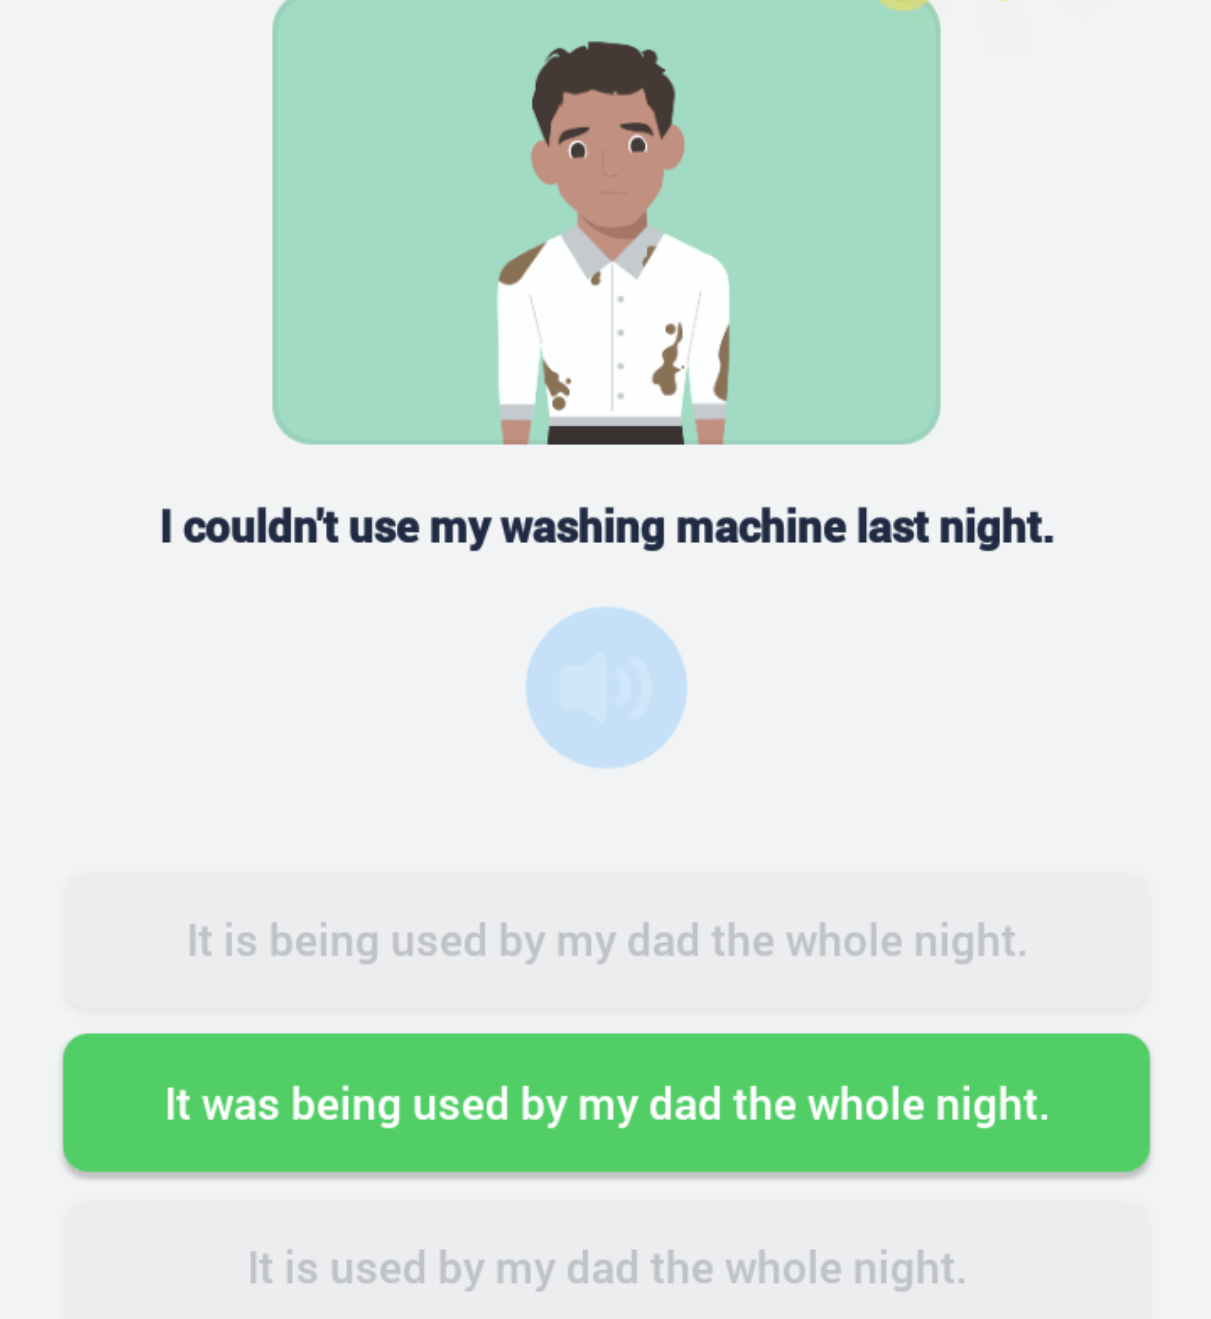 I couldn't use my washing machine last night.
It is being used by my dad the whole night.
It was being used by my dad the whole night.
It is used by my dad the whole night.